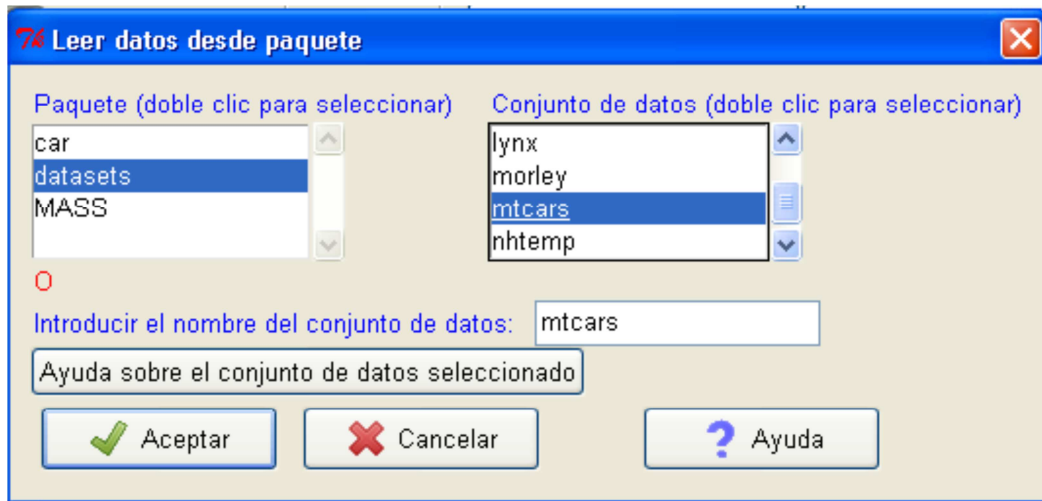 Leer datos desde paquete
Paquete (doble clic para seleccionar)
Conjunto de datos (doble clic para seleccionar)
car
datasets
MASS
lynx
morley
mtcars
nhtemp
O
Introducir el nombre del conjunto de datos:
mtcars
Ayuda sobre el conjunto de datos seleccionado
Aceptar
Cancelar
? Ayuda